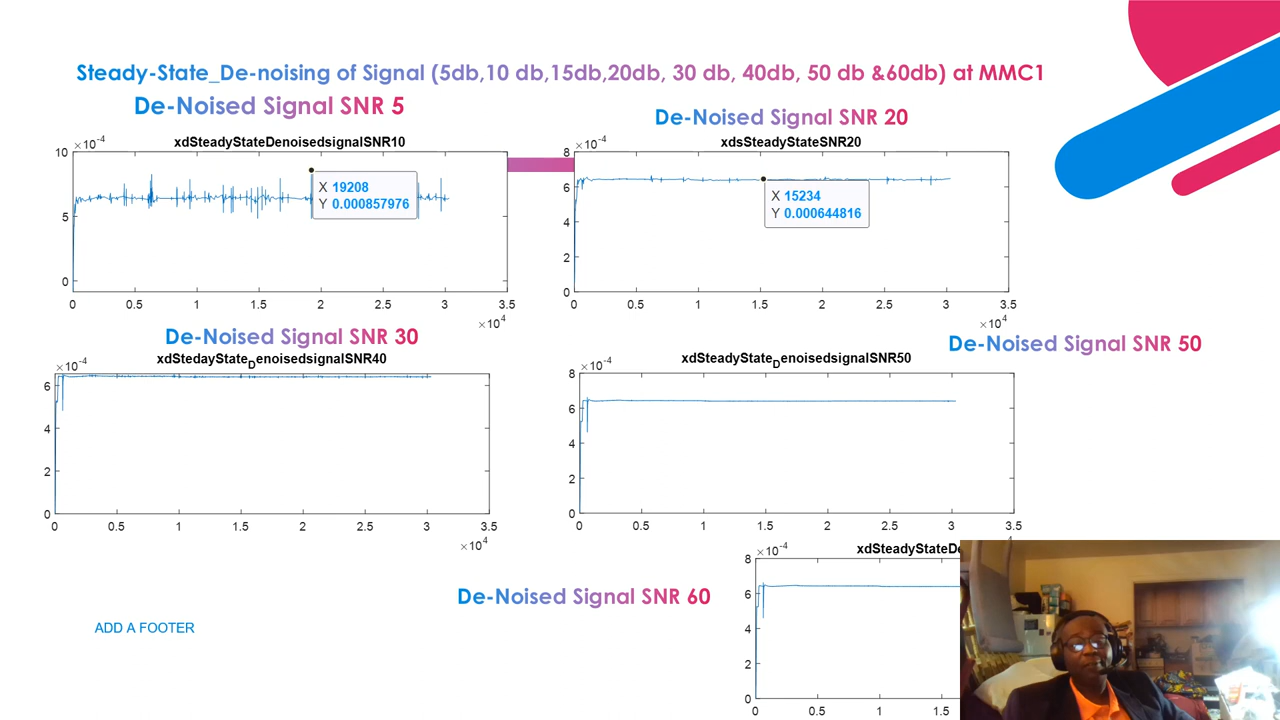 Steady-State_De-noising of Signal (5db,10 db,15db,20db, 30 db, 40db, 50 db &60db) at MMC1
De-Noised Signal SNR 5
De-Noised Signal SNR 20
×10-4
xdSteadyStateDenoisedsignalSNR10
10
5
0
X 19208
Y 0.000857976
0 0.5 1 1.5 2 2.5 3 3.5
×104
×10-4
xdsSteadyStateSNR20
8
6
4
2
0
X 15234
Y 0.000644816
0 0.5 1 1.5 2 2.5 3 3.5
×104
De-Noised Signal SNR 30
De-Noised Signal SNR 50
×10-4
xdStedayStateDenoisedsignalSNR40
6
4
2
0
0 0.5 1 1.5 2 2.5 3 3.5
×104
×10-4
xdSteadyStateDenoisedsignalSNR50
8
6
4
2
0
0 0.5 1 1.5 2 2.5 3 3.5
4
De-Noised Signal SNR 60
×10-4
xdSteadyStateDe
8
6
4
2
0
0 0.5 1 1.5
ADD A FOOTER